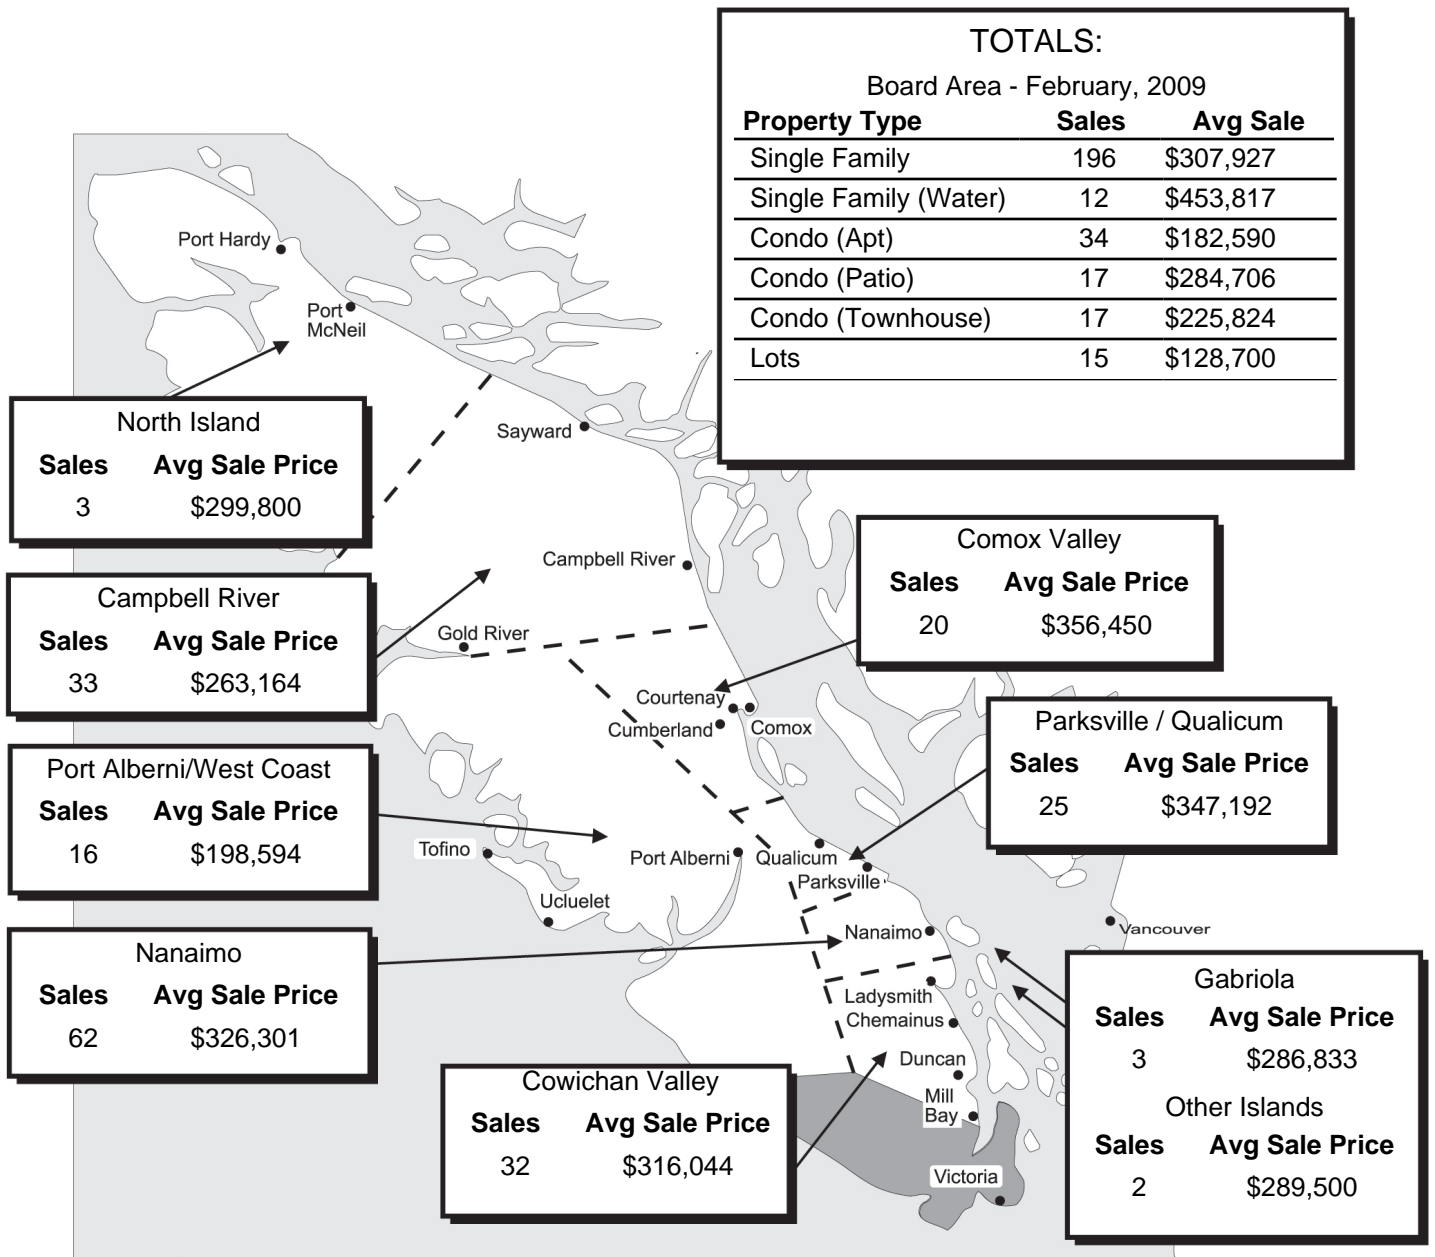 TOTALS:
Board Area - February, 2009
Property Type Sales Avg Sale
Single Family 196 $307,927
Single Family (Water) 12 $453,817
Condo (Apt) 34 $182,590
Condo (Patio) 17 $284,706
Condo (Townhouse) 17 $225,824
Lots 15 $128,700
Port Hardy
Port
McNeil
North Island
Sales Avg Sale Price
3 $299,800
Sayward
Campbell River
Comox Valley
Sales Avg Sale Price
20 $356,450
Campbell River
Sales Avg Sale Price
33 $263,164
Gold River
Courtenay
Cumberland
Comox
Parksville / Qualicum
Sales Avg Sale Price
25 $347,192
Port Alberni/West Coast
Sales Avg Sale Price
16 $198,594
Tofino
Port Alberni
Qualicum
Parksville
Ucluelet
Nanaimo
Vancouver
Nanaimo
Sales Avg Sale Price
62 $326,301
Ladysmith
Chemainus
Duncan
Mill
Bay
Victoria
Gabriola
Sales Avg Sale Price
3 $286,833
Other Islands
Sales Avg Sale Price
2 $289,500
Cowichan Valley
Sales Avg Sale Price
32 $316,044